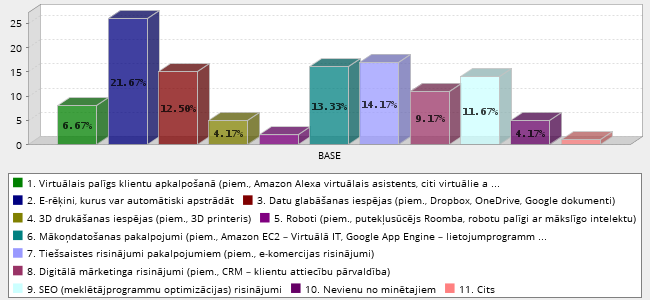 25
20
15
10
5
0
6.67%
21.67%
12.50%
4.17%
13.33%
14.17%
9.17%
11.67%
4.17%
BASE
1. Virtuālais palīgs klientu apkalpošanā (piem., Amazon Alexa virtuālais asistents, citi virtuālie a ...
2. E-rēķini, kurus var automātiski apstrādāt 3. Datu glabāšanas iespējas (piem., Dropbox, OneDrive, Google dokumenti)
4. 3D drukāšanas iespējas (piem., 3D printeris) 5. Roboti (piem., putekļusūcējs Roomba, robotu palīgi ar mākslīgo intelektu)
6. Mākoņdatošanas pakalpojumi (piem., Amazon EC2 – Virtuālā IT, Google App Engine – lietojumprogramm ...
7. Tiešsaistes risinājumi pakalpojumiem (piem., e-komercijas risinājumi)
8. Digitālā mārketinga risinājumi (piem., CRM – klientu attiecību pārvaldība)
9. SEO (meklētājprogrammu optimizācijas) risinājumi 10. Nevienu no minētajiem 11. Cits